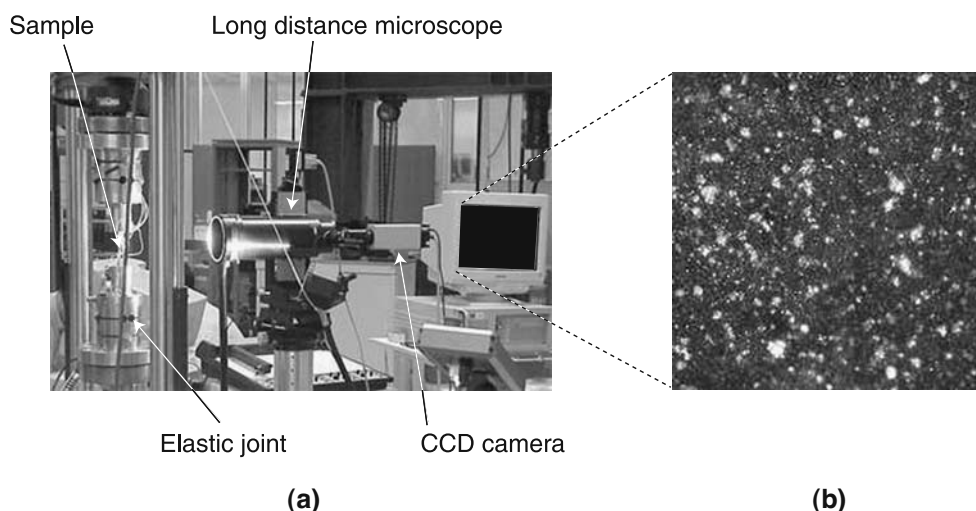 Sample
Long distance microscope
Elastic joint
CCD camera
(a)
(b)